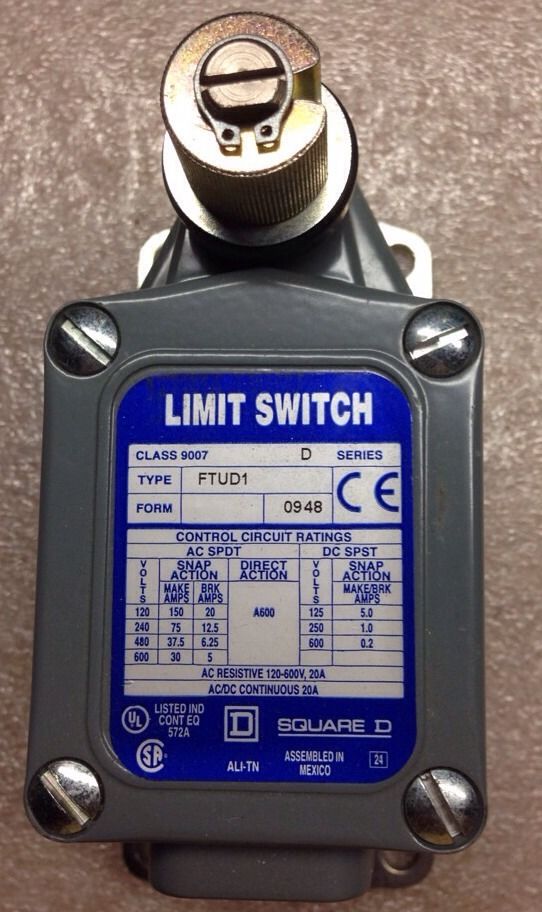 LIMIT SWITCH
CLASS 9007 D SERIES
TYPE FTUD1 CE
FORM 0948
CONTROL CIRCUIT RATINGS
AC SPDT DC SPST
VOLTS SNAP ACTION DIRECT ACTION VOLTS SNAP ACTION
MAKE AMPS BRK AMPS MAKE/BRK AMPS
120 150 20 A600 125 5.0
240 75 12.5 250 1.0
480 37.5 6.25 600 0.2
600 30 5
AC RESISTIVE 120-600V, 20A
AC/DC CONTINUOUS 20A
UL LISTED IND CONT EQ 572A
D SQUARE D
SA ALI-TN ASSEMBLED IN MEXICO 24